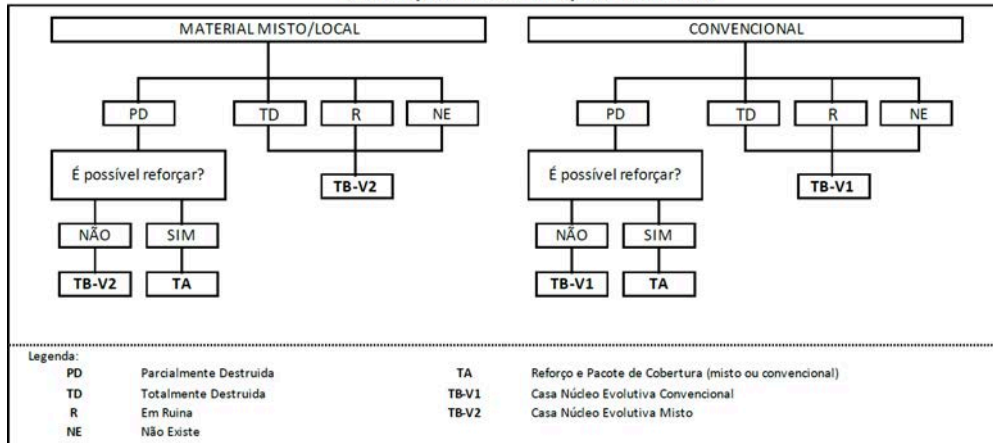 MATERIAL MISTO/LOCAL
PD TD R NE
É possível reforçar?
TB-V2
NÃO SIM
TB-V2 TA
CONVENCIONAL
PD TD R NE
É possível reforçar?
TB-V1
NÃO SIM
TB-V1 TA
Legenda:
PD Parcialmente Destruida
TD Totalmente Destruida
R Em Ruina
NE Não Existe
TA Reforço e Pacote de Cobertura (misto ou convencional)
TB-V1 Casa Núcleo Evolutiva Convencional
TB-V2 Casa Núcleo Evolutiva Misto